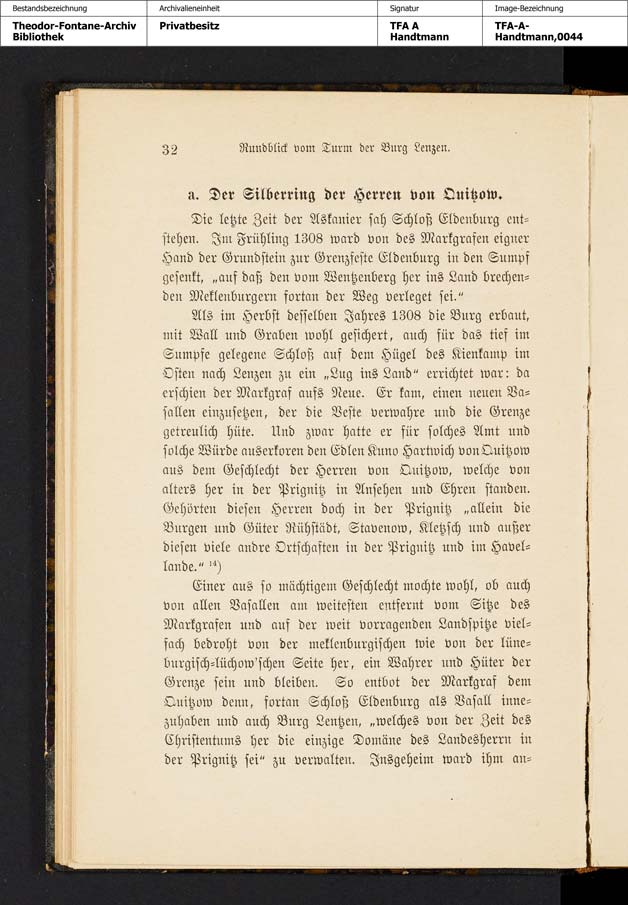 Bestandsbezeichnung Archivalieneinheit Signatur Image-Bezeichnung
Theodor-Fontane-Archiv Privatbesitz TFA A TFA-A-
Bibliothek Handtmann Handtmann,0044
32 Rundblick vom Turm der Burg Lenzen.
a. Der Silberring der Herren von Quitzow.
Die letzte Zeit der Askanier sah Schloß Eldenburg ent-
stehen. Im Frühling 1308 ward von des Markgrafen eigner
Hand der Grundstein zur Grenzfeste Eldenburg in den Sumpf
gesenkt, „auf daß den vom Wentzenberg her ins Land brechen-
den Meklenburgern fortan der Weg verleget sei.“
Als im Herbst desselben Jahres 1308 die Burg erbaut,
mit Wall und Graben wohl gesichert, auch für das tief im
Sumpfe gelegene Schloß auf dem Hügel des Kienkamp im
Osten nach Lenzen zu ein „Lug ins Land“ errichtet war: da
erschien der Markgraf aufs Neue. Er kam, einen neuen Va-
sallen einzusetzen, der die Veste verwahre und die Grenze
getreulich hüte. Und zwar hatte er für solches Amt und
solche Würde auserkoren den Edlen Kuno Hartwich von Quitzow
aus dem Geschlecht der Herren von Quitzow, welche von
alters her in der Prignitz in Ansehen und Ehren standen.
Gehörten diesen Herren doch in der Prignitz „allein die
Burgen und Güter Rühstädt, Stavenow, Kletzsch und außer
diesen viele andre Ortschaften in der Prignitz und im Havel-
lande.“ 14)
Einer aus so mächtigem Geschlecht mochte wohl, ob auch
von allen Vasallen am weitesten entfernt vom Sitze des
Markgrafen und auf der weit vorragenden Landspitze viel-
fach bedroht von der meklenburgischen wie von der lüne-
burgisch-lüchow'schen Seite her, ein Wahrer und Hüter der
Grenze sein und bleiben. So entbot der Markgraf dem
Quitzow denn, fortan Schloß Eldenburg als Vasall inne-
zuhaben und auch Burg Lentzen, „welches von der Zeit des
Christentums her die einzige Domäne des Landesherrn in
der Prignitz sei“ zu verwalten. Insgeheim ward ihm an-